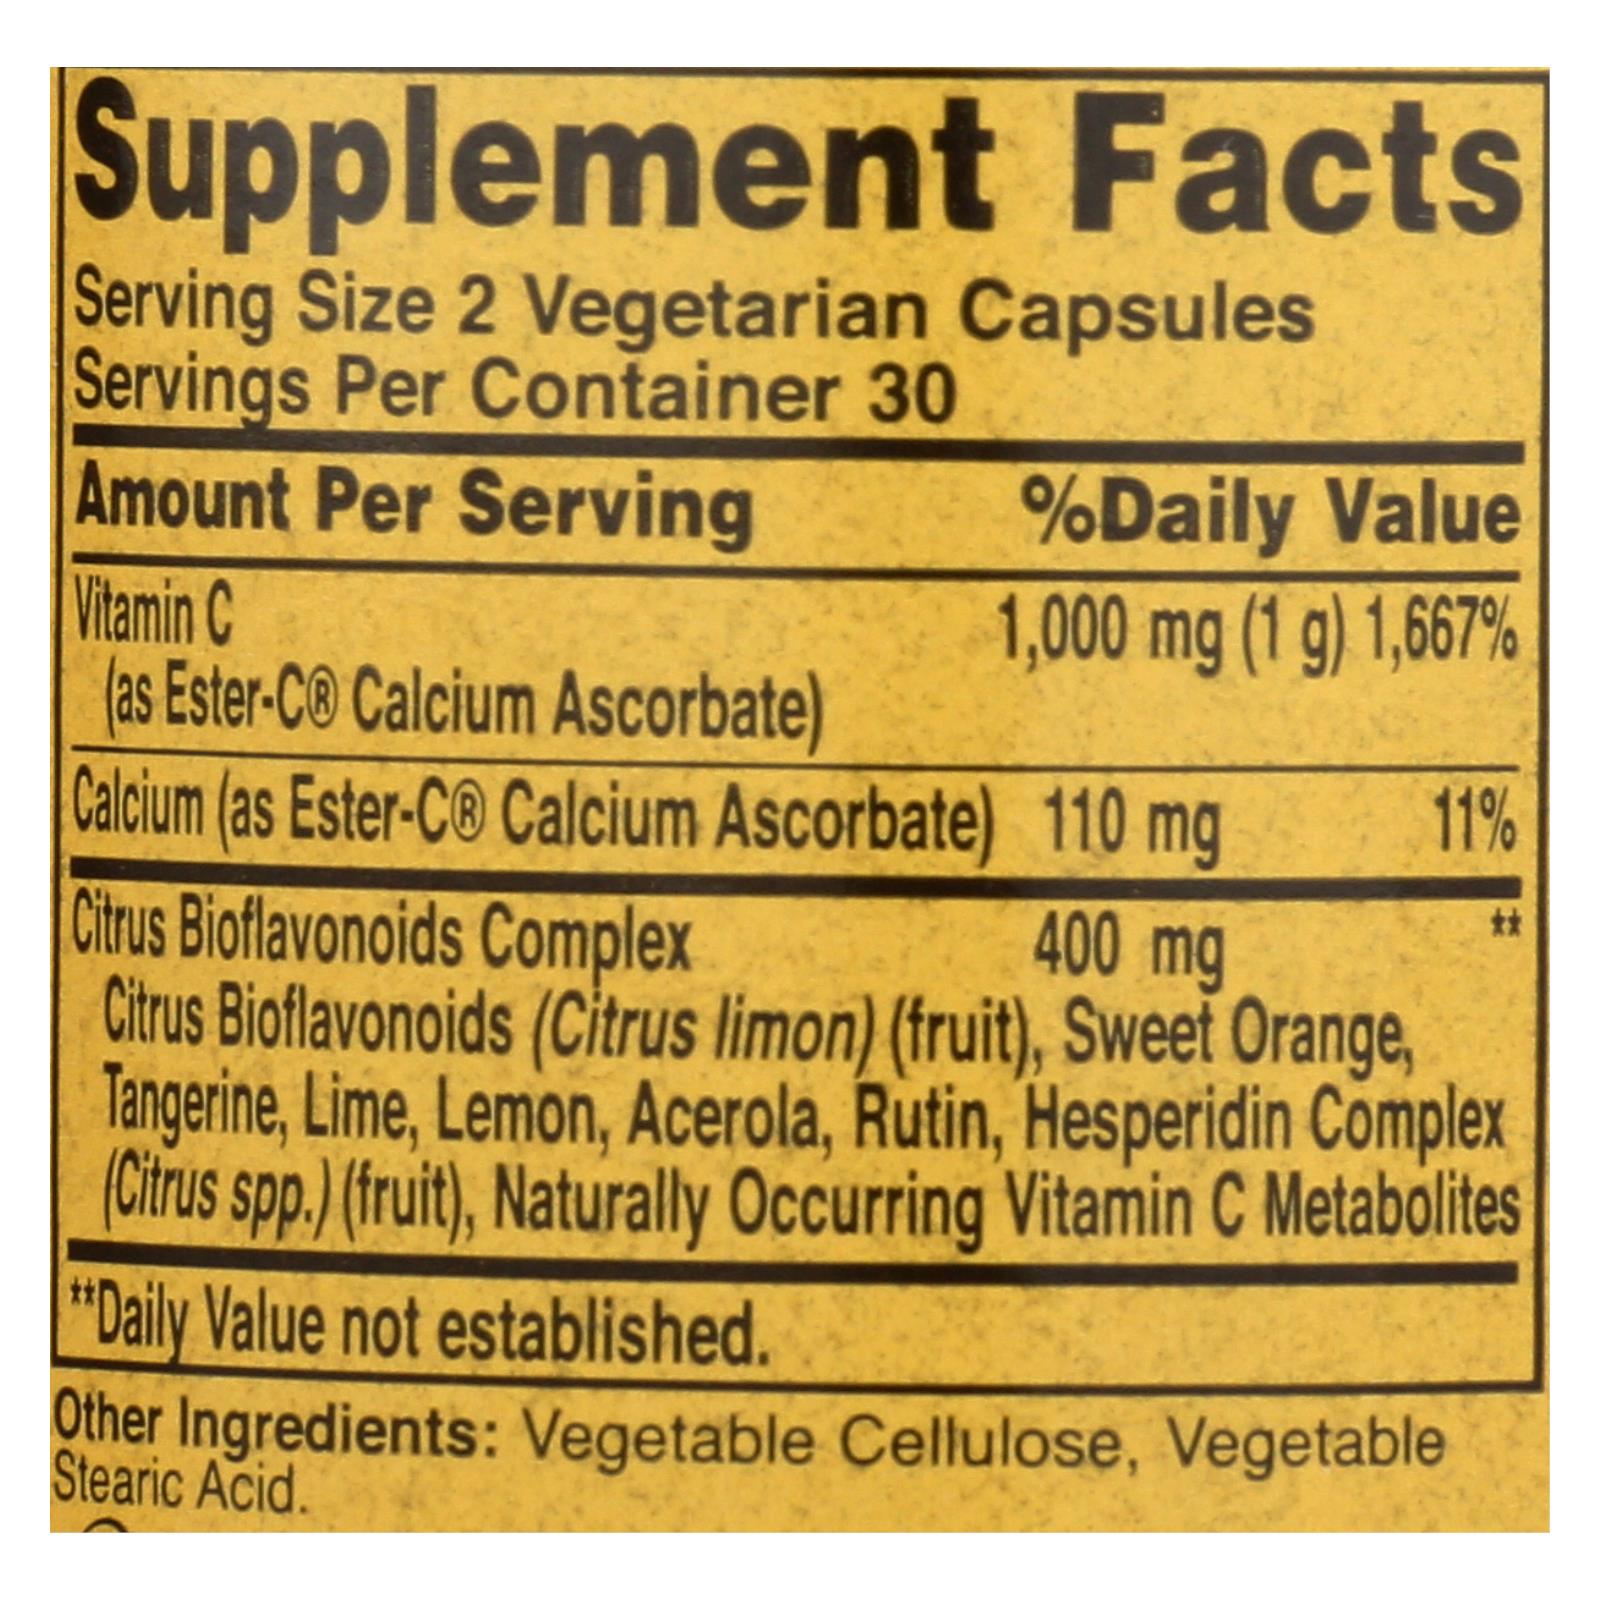 Supplement Facts
Serving Size 2 Vegetarian Capsules
Servings Per Container 30
Amount Per Serving %Daily Value
Vitamin C 1,000 mg (1 g) 1,667%
(as Ester-C® Calcium Ascorbate)
Calcium (as Ester-C® Calcium Ascorbate) 110 mg 11%
Citrus Bioflavonoids Complex 400 mg **
Citrus Bioflavonoids (Citrus limon) (fruit), Sweet Orange,
Tangerine, Lime, Lemon, Acerola, Rutin, Hesperidin Complex
(Citrus spp.) (fruit), Naturally Occurring Vitamin C Metabolites
**Daily Value not established.
Other Ingredients: Vegetable Cellulose, Vegetable
Stearic Acid.